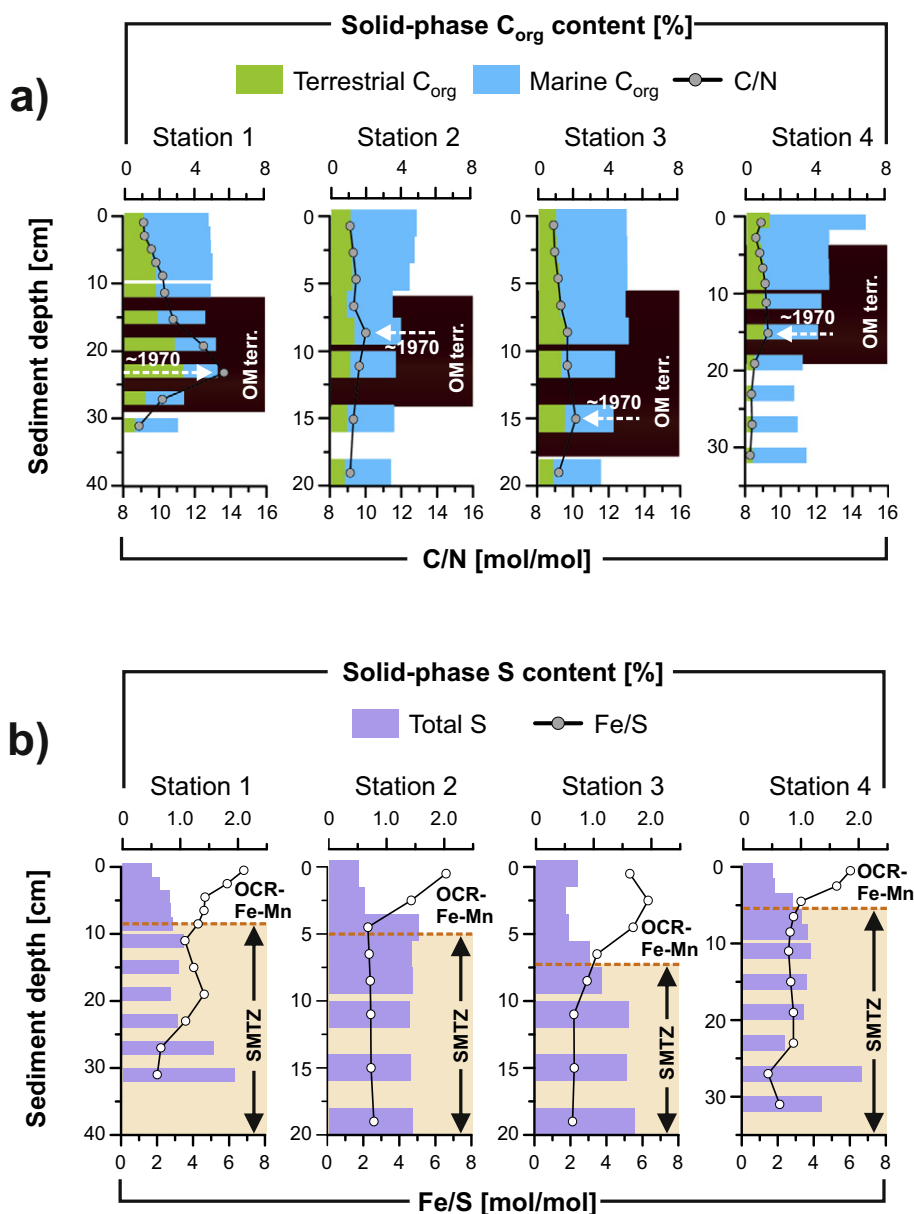 Solid-phase Corg content [%]
a)
Terrestrial Corg Marine Corg C/N
Station 1 Station 2 Station 3 Station 4
0 4 8 0 4 8 0 4 8 0 4 8
Sediment depth [cm]
0 10 20 30 40
~1970
OM terr.
0 5 10 15 20
~1970
OM terr.
0 5 10 15 20
~1970
OM terr.
0 10 20 30
~1970
OM terr.
8 10 12 14 16 8 10 12 14 16 8 10 12 14 16 8 10 12 14 16
C/N [mol/mol]
Solid-phase S content [%]
b)
Total S Fe/S
Station 1 Station 2 Station 3 Station 4
0 1.0 2.0 0 1.0 2.0 0 1.0 2.0 0 1.0 2.0
Sediment depth [cm]
0 10 20 30 40
OCR-
Fe-Mn
SMTZ
0 5 10 15 20
OCR-
Fe-Mn
SMTZ
0 5 10 15 20
OCR-
Fe-Mn
SMTZ
0 10 20 30
OCR-
Fe-Mn
SMTZ
0 2 4 6 8 0 2 4 6 8 0 2 4 6 8 0 2 4 6 8
Fe/S [mol/mol]